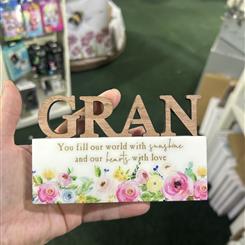 GRAN
You fill our world with sunshine
and our hearts with love